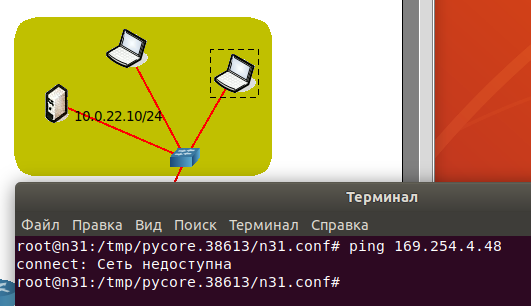 10.0.22.10/24
Терминал
Файл Правка Вид Поиск Терминал Справка
root@n31:/tmp/pycore.38613/n31.conf# ping 169.254.4.48
connect: Сеть недоступна
root@n31:/tmp/pycore.38613/n31.conf#